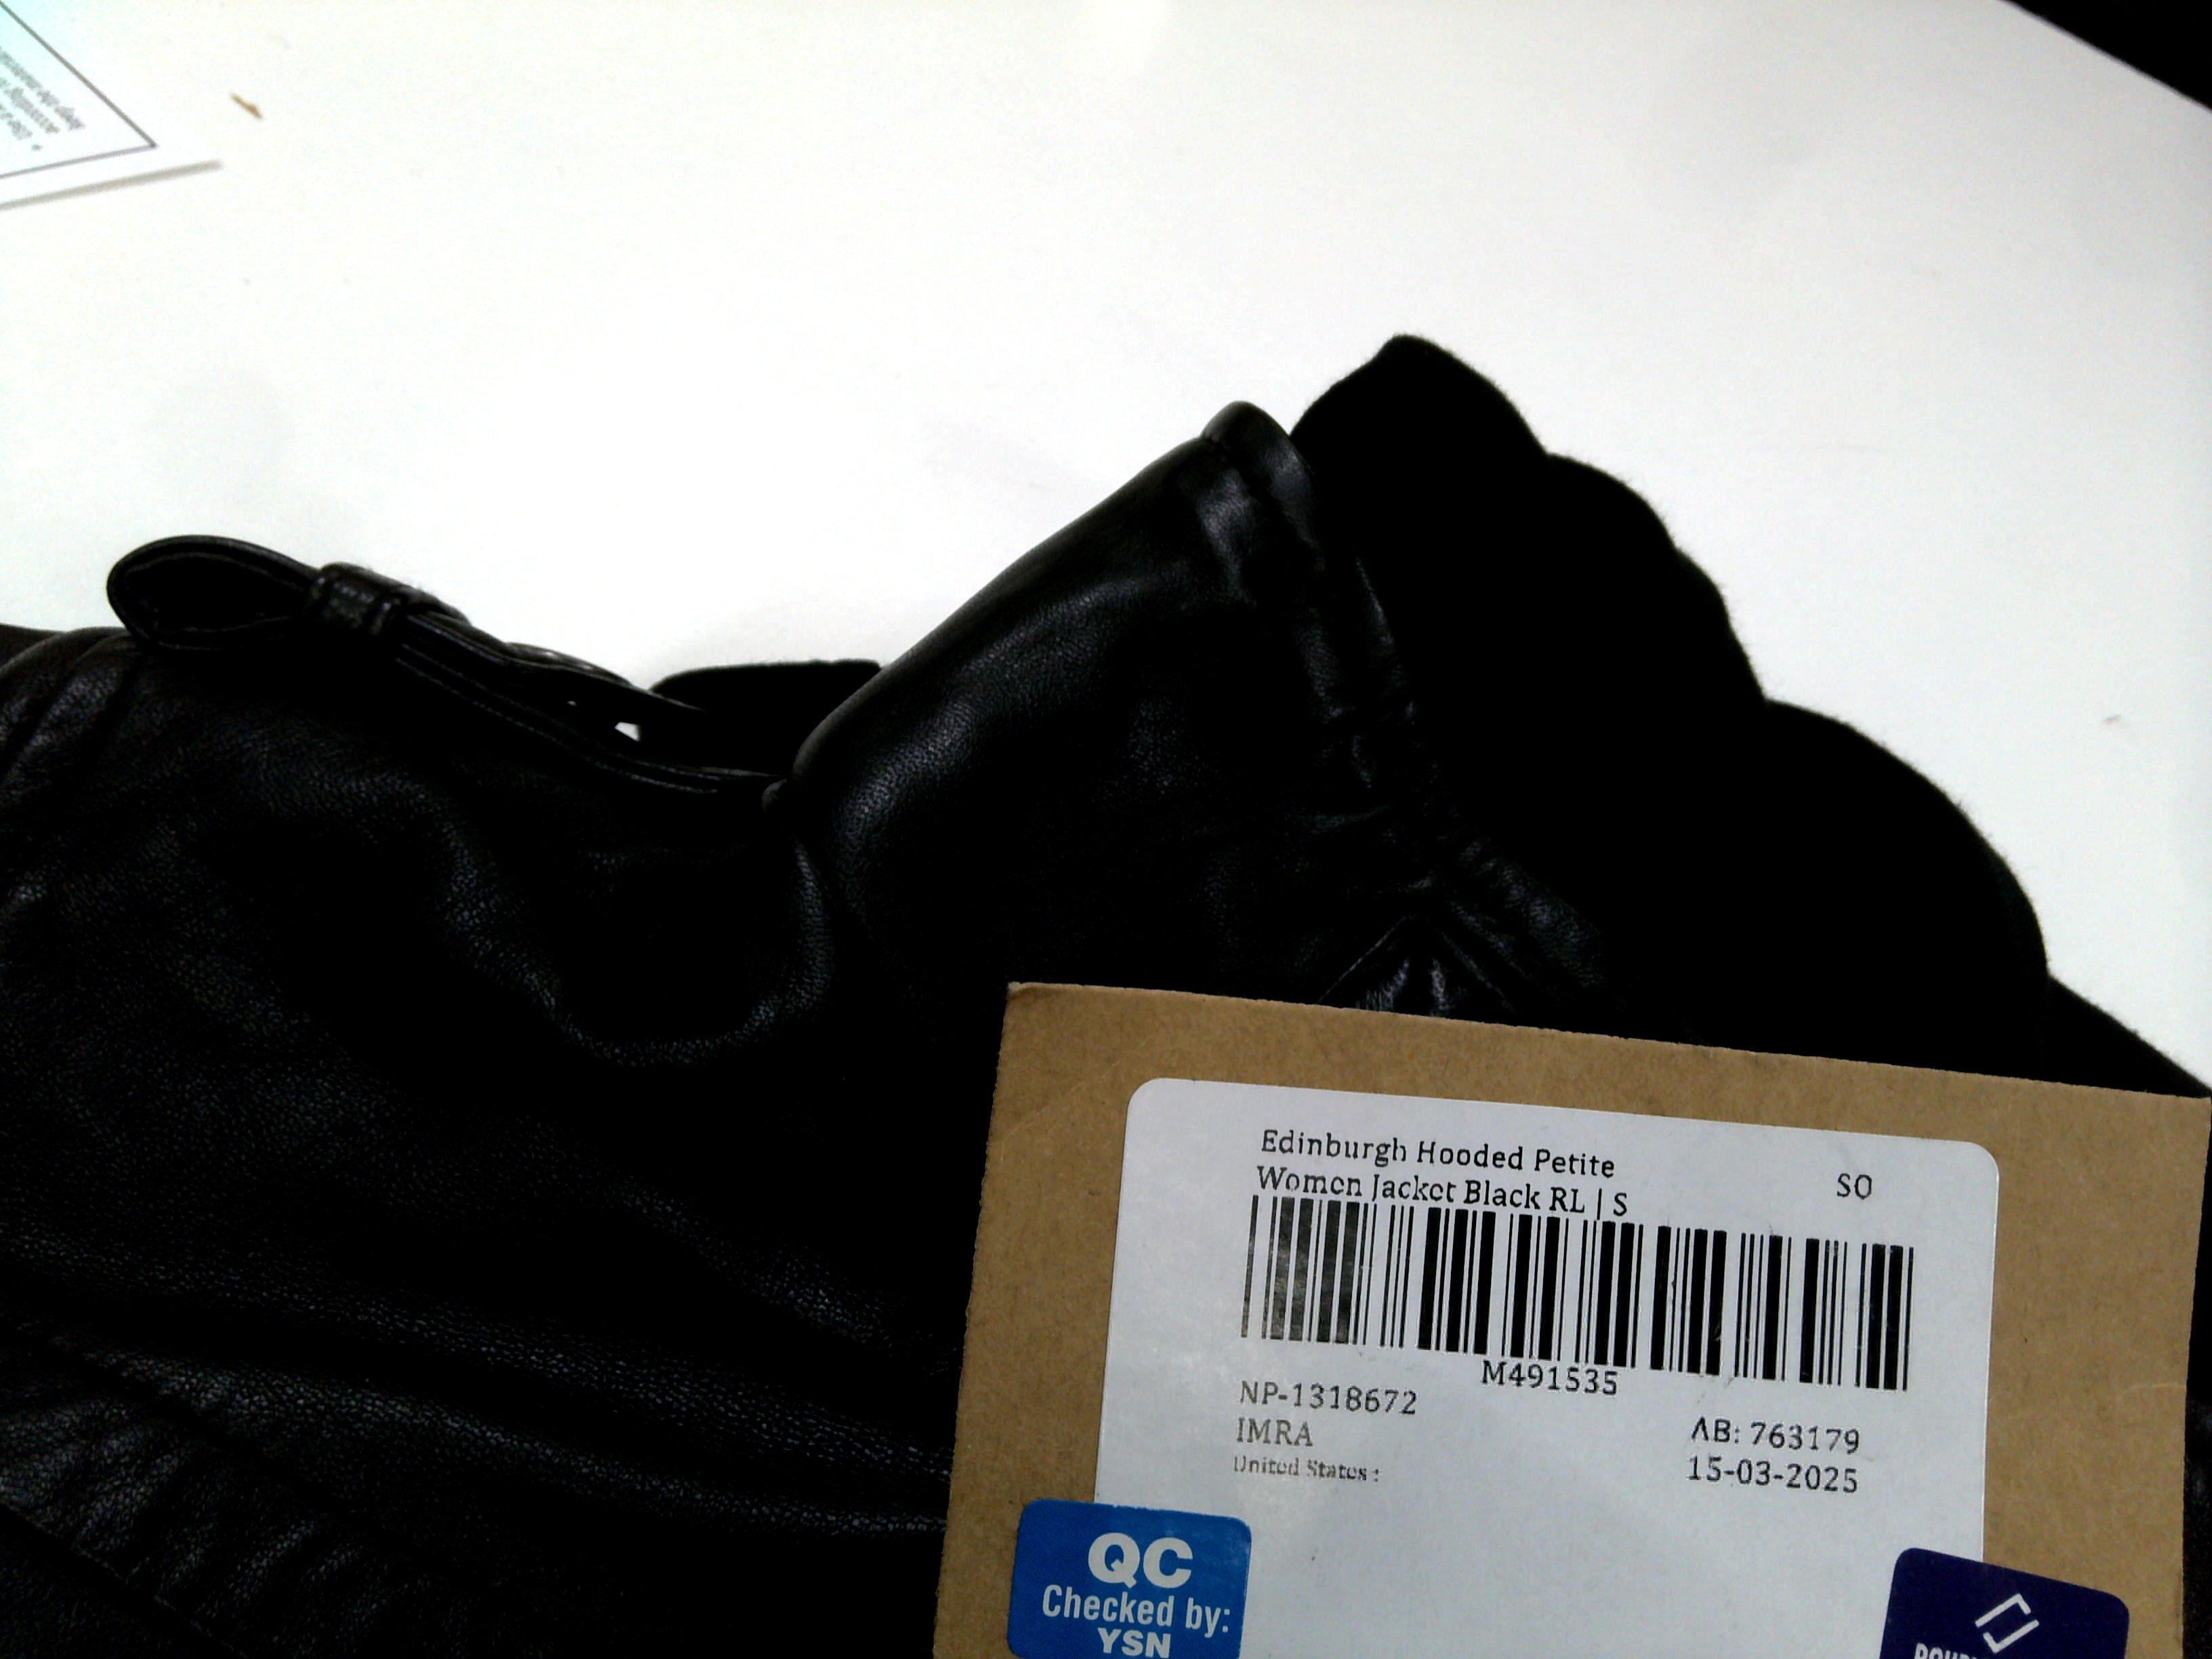 Edinburgh Hooded Petite
Women Jacket Black RL | S
SO
M491535
NP-1318672
IMRA
United States :
AB: 763179
15-03-2025
QC
Checked by:
YSN